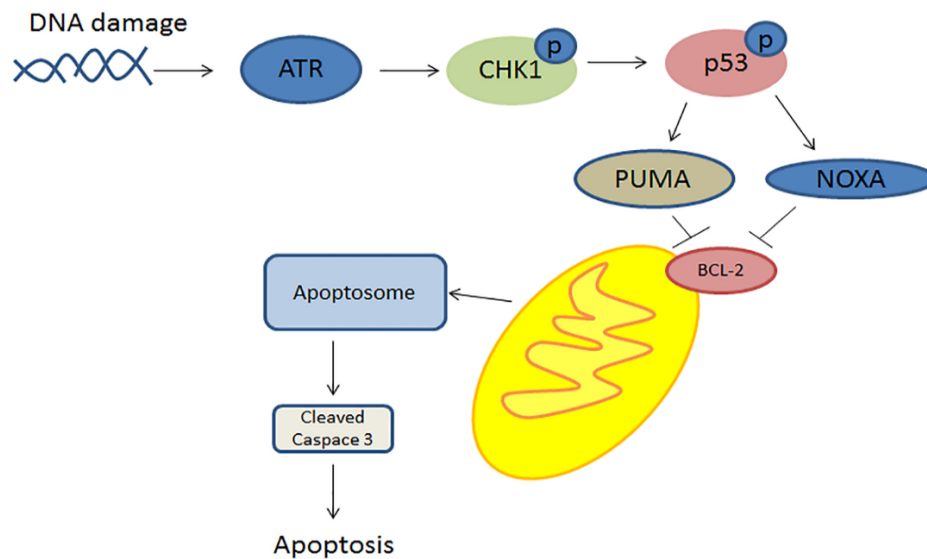 DNA damage
ATR
CHK1
p
p53
p
PUMA
NOXA
BCL-2
Apoptosome
Cleaved
Caspace 3
Apoptosis